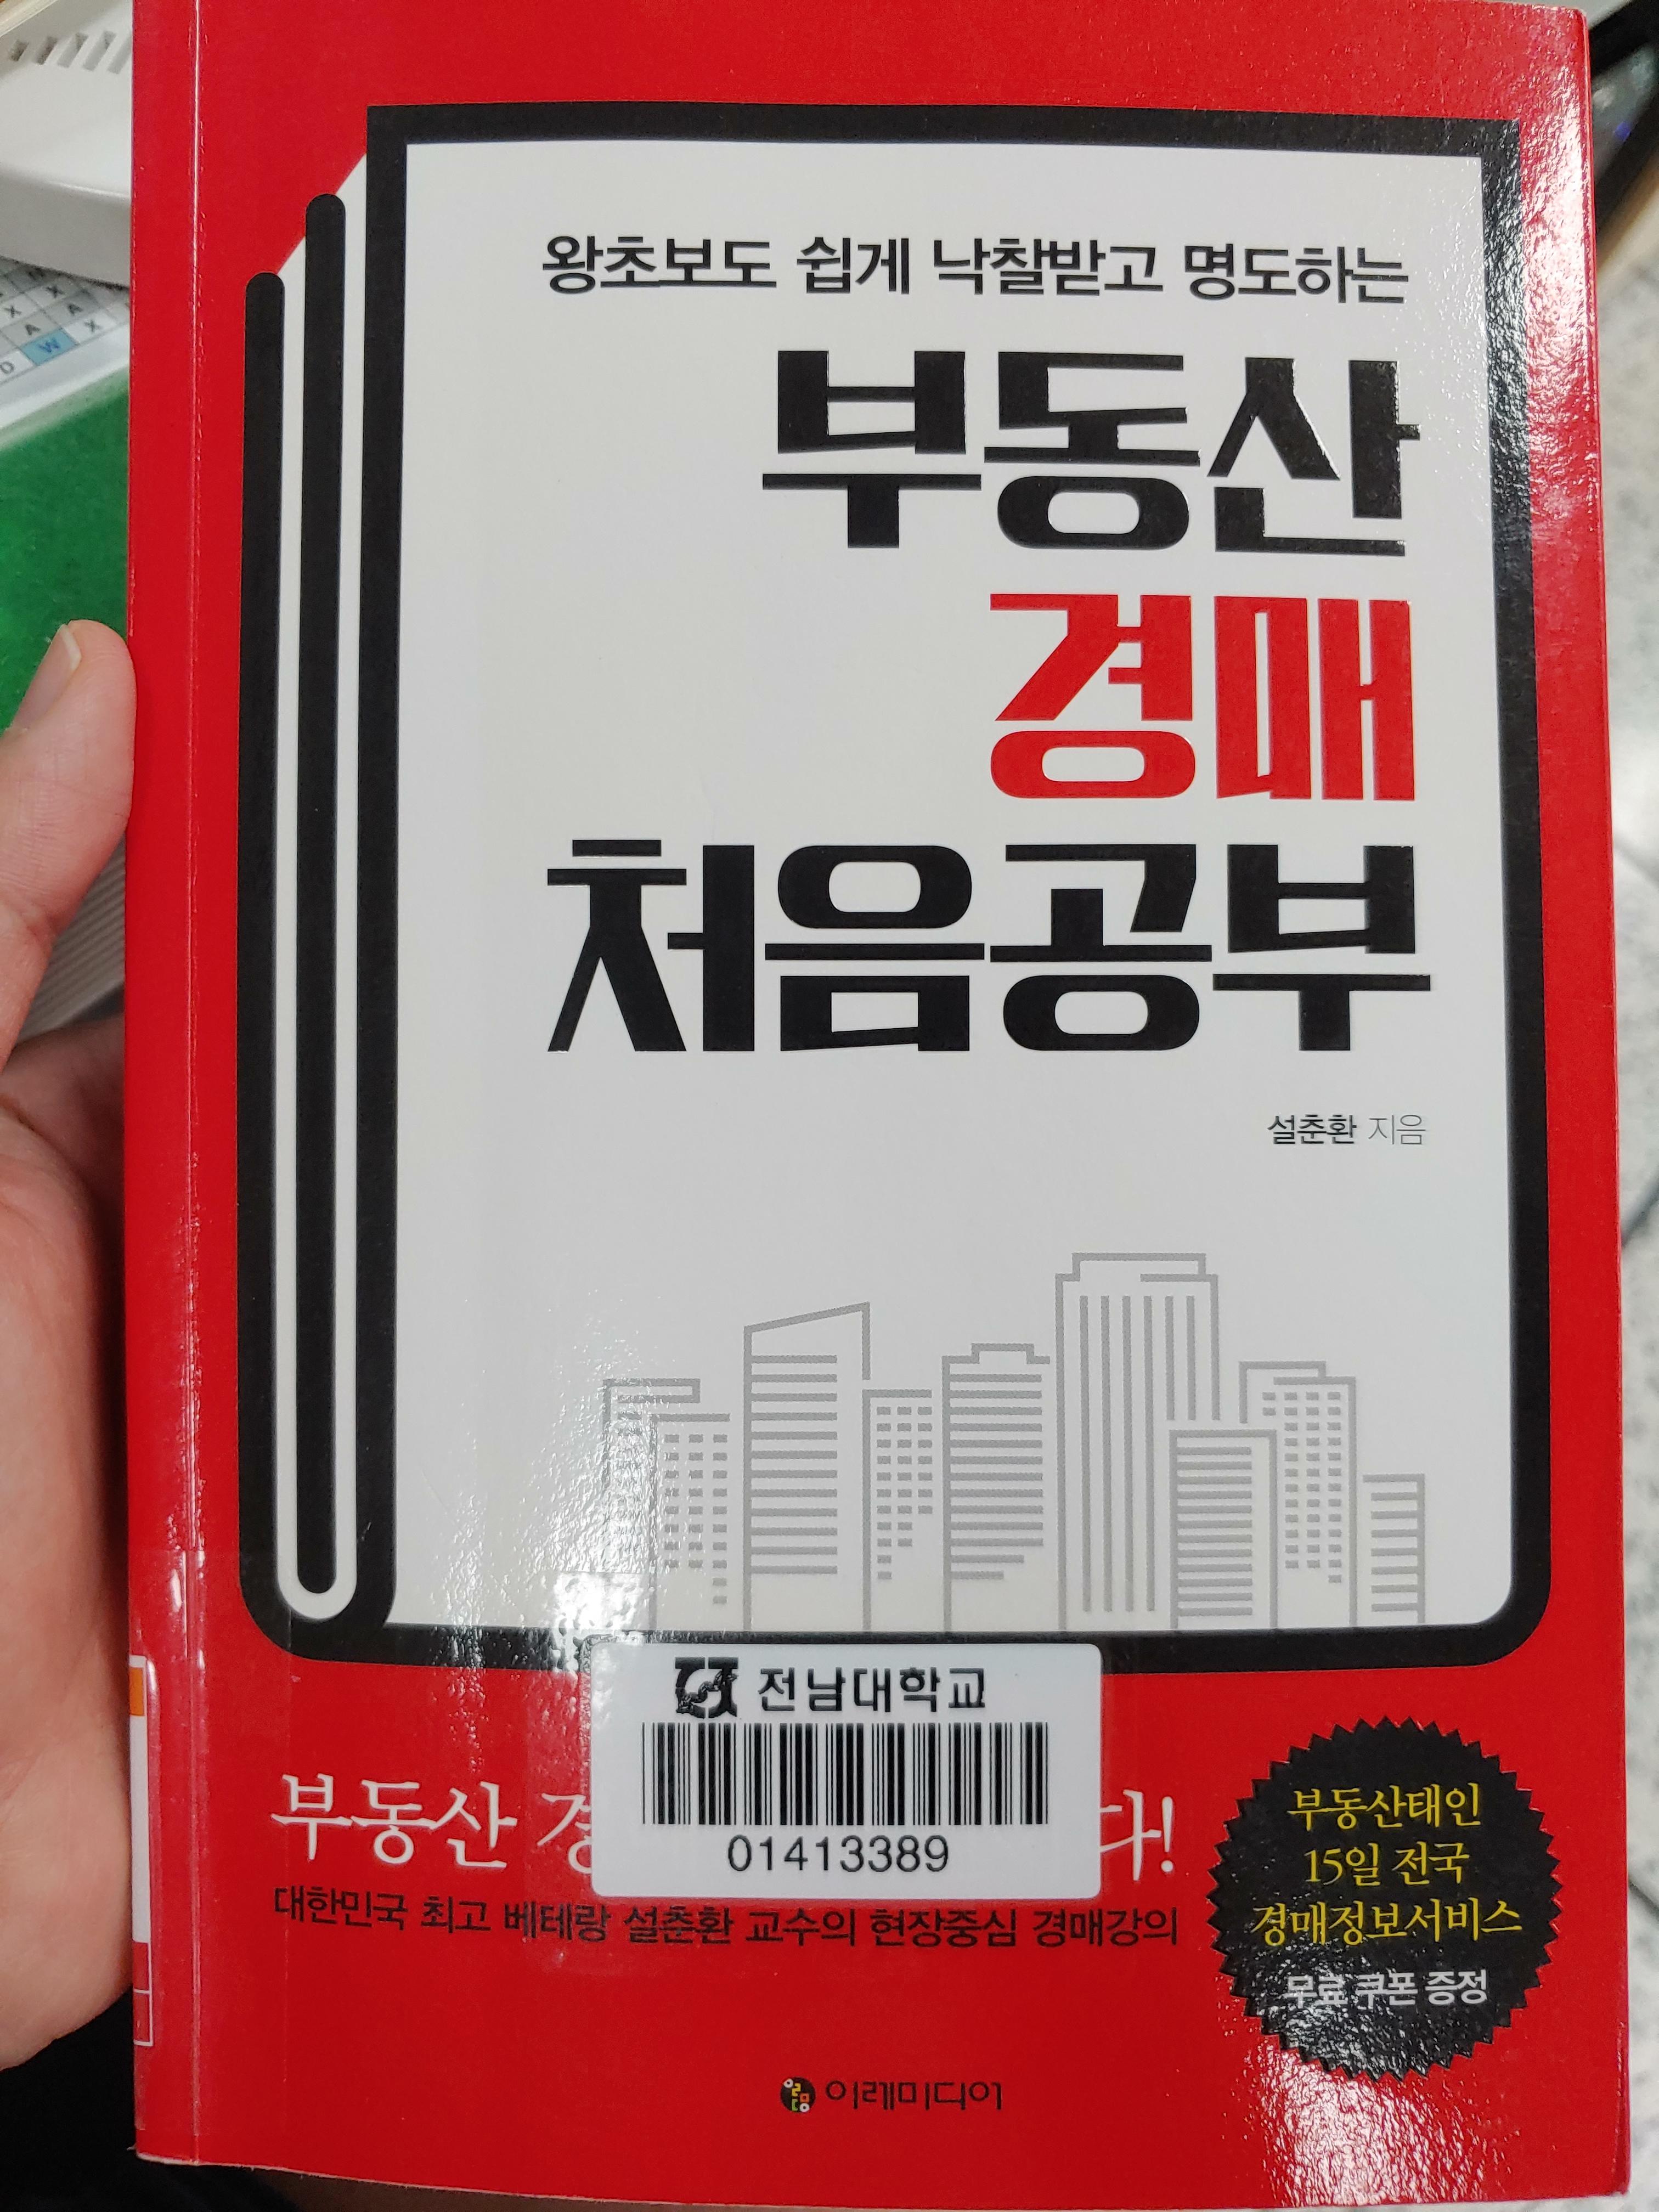 왕초보도 쉽게 낙찰받고 명도하는
부동산
경매
처음공부
설춘환 지음
전남대학교
01413389
부동산
다!
대한민국 최고 베테랑 설춘환 교수의 현장중심 경매강의
부동산태인
15일 전국
경매정보서비스
무료 쿠폰 증정
이레미디어